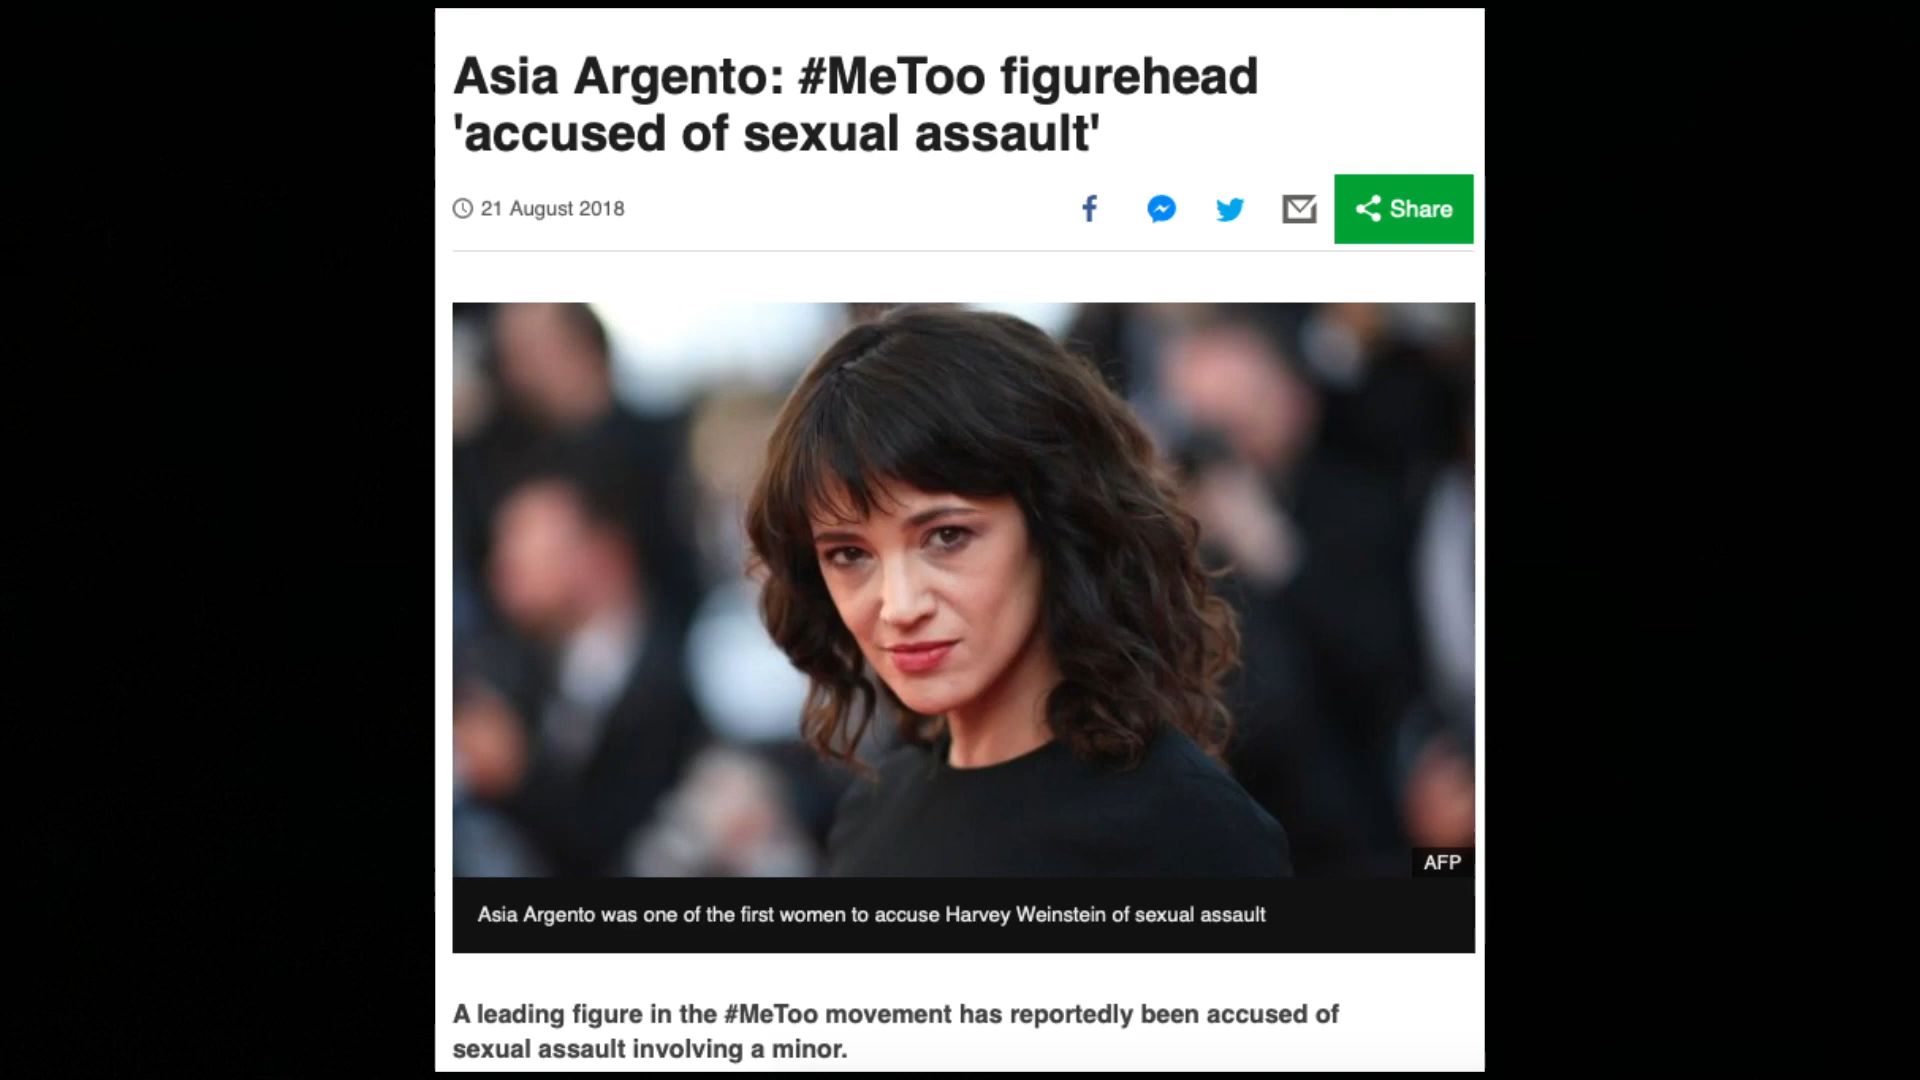 Asia Argento: #MeToo figurehead
'accused of sexual assault'
21 August 2018
Share
AFP
Asia Argento was one of the first women to accuse Harvey Weinstein of sexual assault
A leading figure in the #MeToo movement has reportedly been accused of
sexual assault involving a minor.